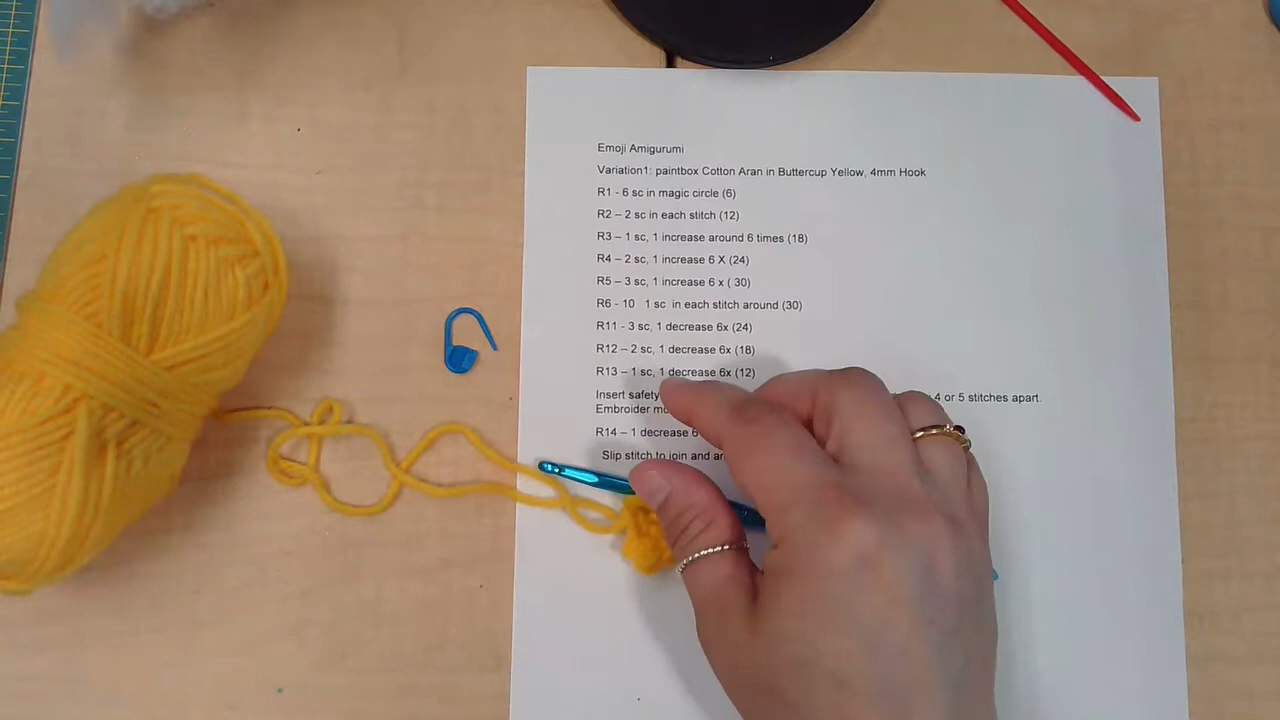 Emoji Amigurumi
Variation1: paintbox Cotton Aran in Buttercup Yellow, 4mm Hook
R1 - 6 sc in magic circle (6)
R2 – 2 sc in each stitch (12)
R3 – 1 sc, 1 increase around 6 times (18)
R4 – 2 sc, 1 increase 6 X (24)
R5 – 3 sc, 1 increase 6 x ( 30)
R6 - 10 1 sc in each stitch around (30)
R11 - 3 sc, 1 decrease 6x (24)
R12 – 2 sc, 1 decrease 6x (18)
R13 – 1 sc, 1 decrease 6x (12)
Insert safety 4 or 5 stitches apart.
Embroider
R14 – 1 decrease 6
Slip stitch to join and